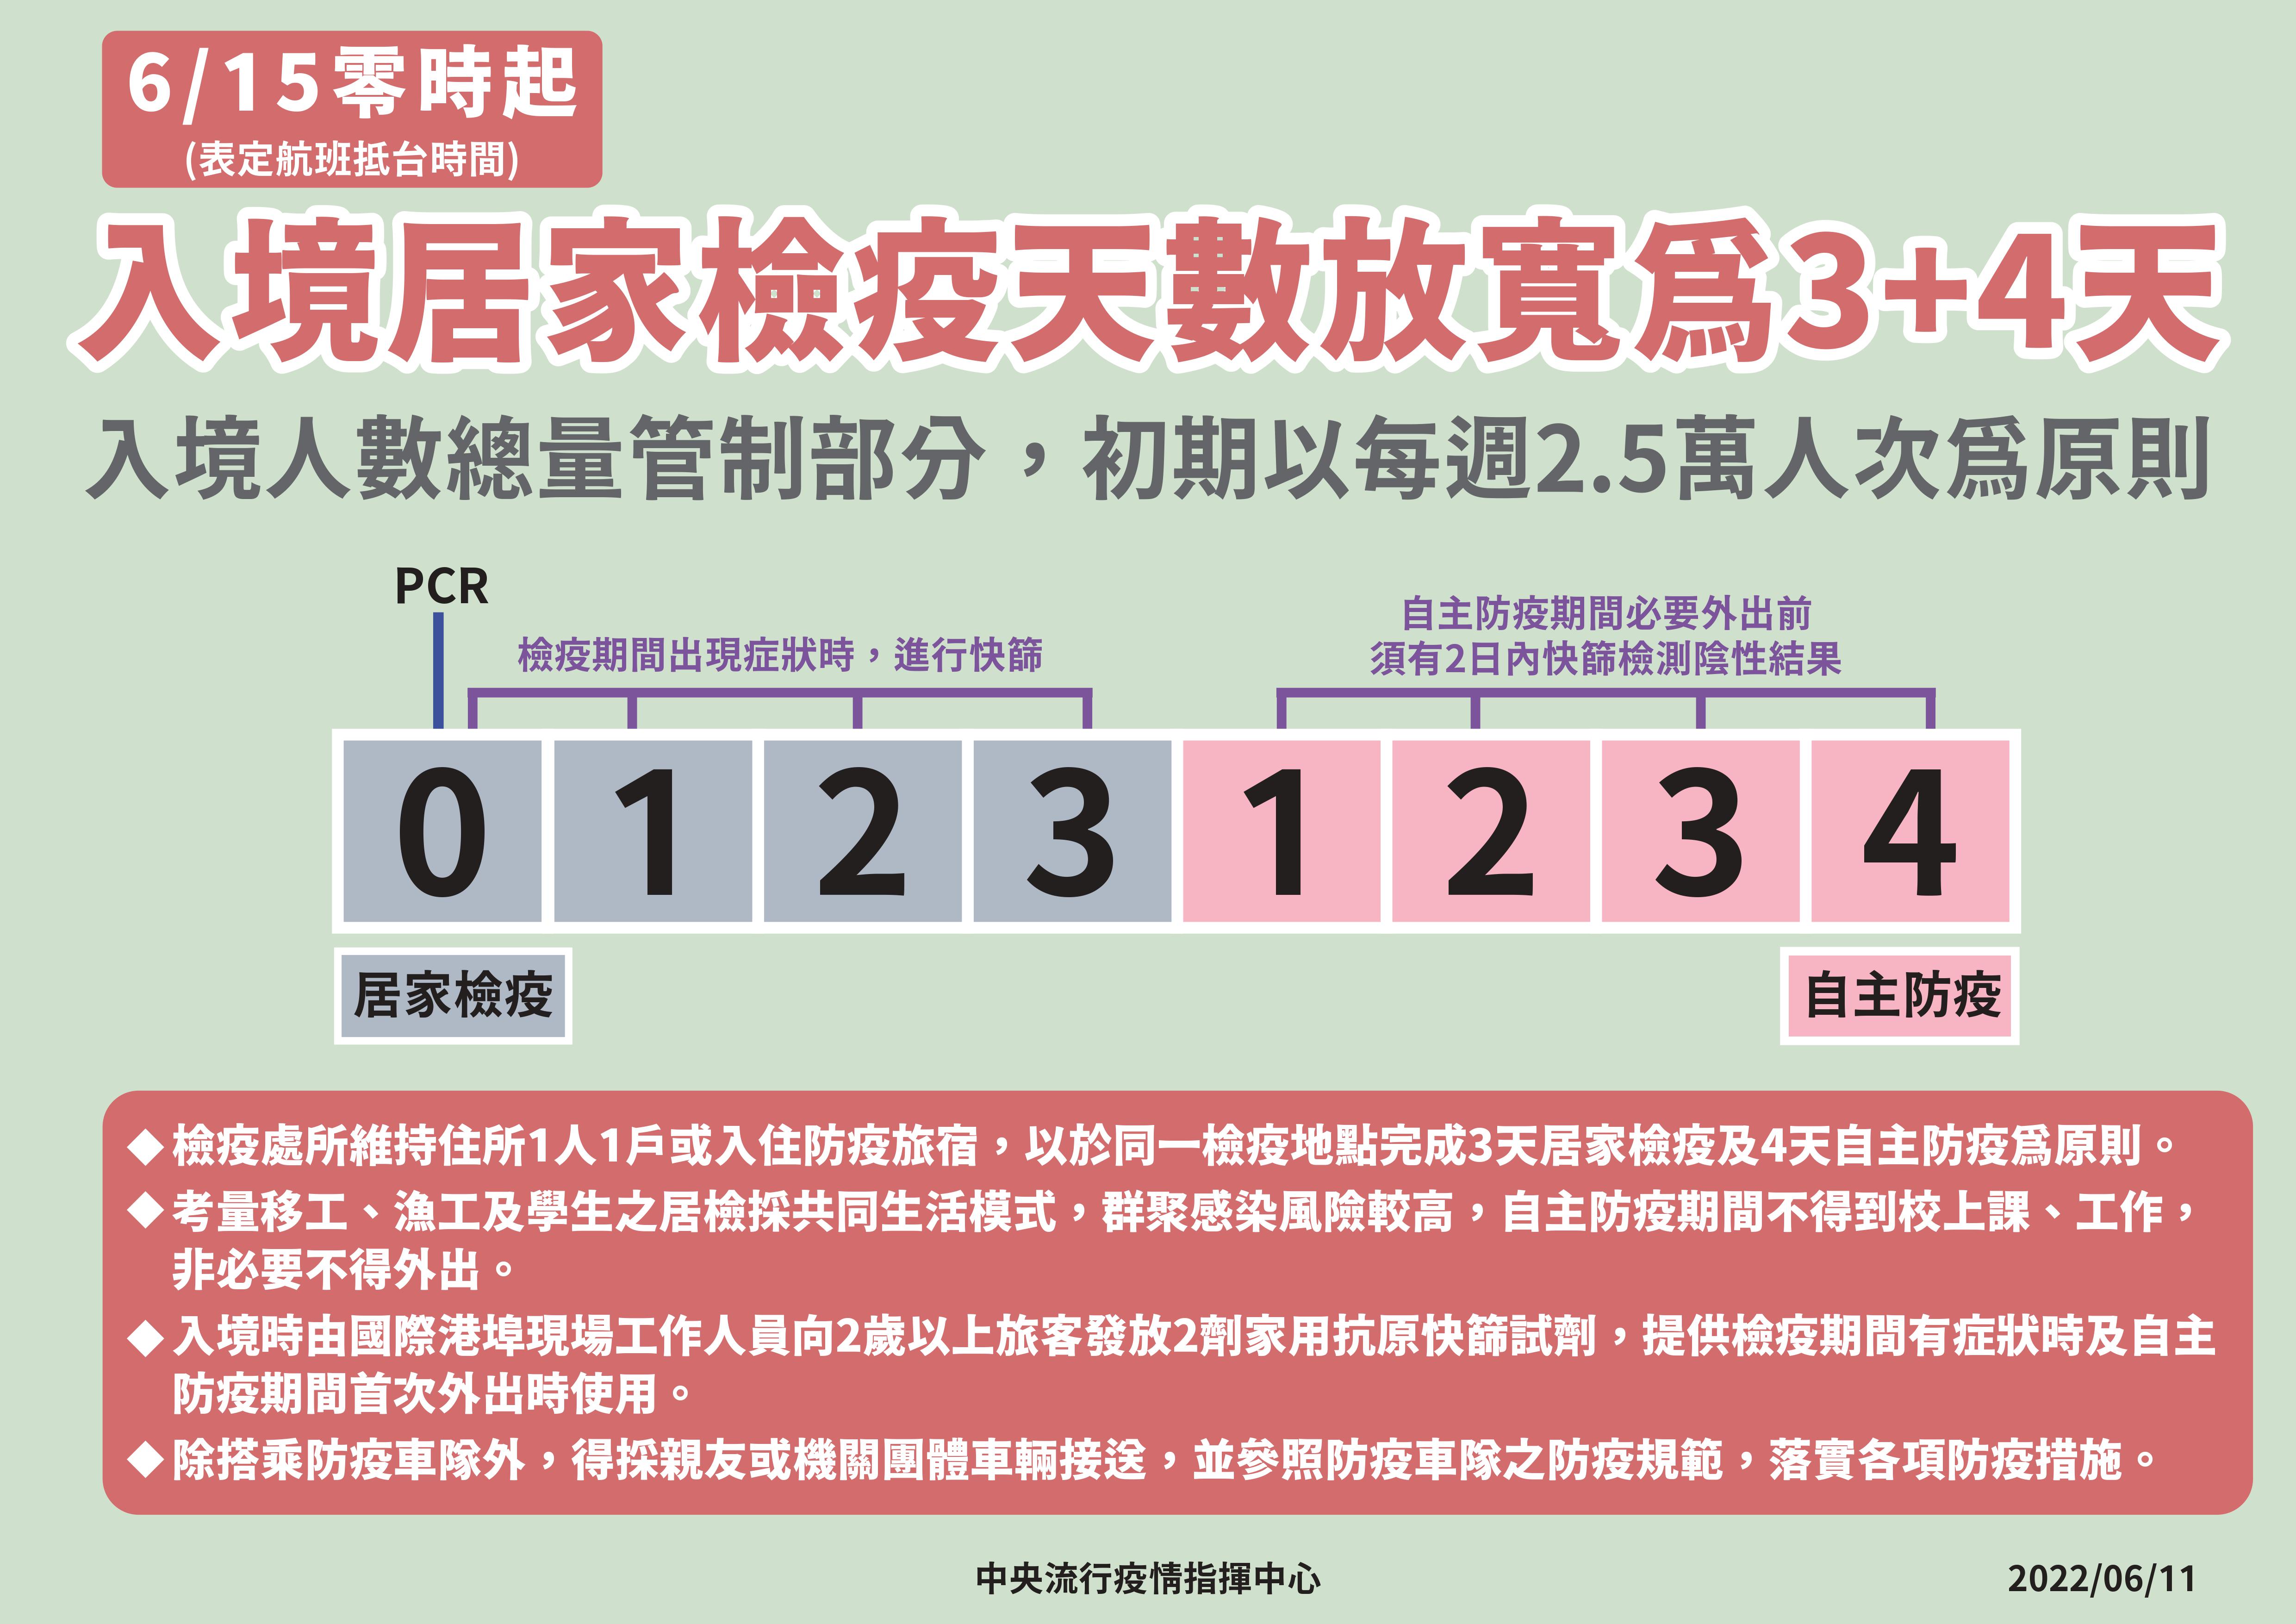 6/15零時起
(表定航班抵台時間)
入境居家檢疫天數放寬爲3+4天
入境人數總量管制部分，初期以每週2.5萬人次爲原則
PCR
檢疫期間出現症狀時，進行快篩
自主防疫期間必要外出前
須有2日內快篩檢測陰性結果
0 1 2 3 1 2 3 4
居家檢疫
自主防疫
◆檢疫處所維持住所1人1戶或入住防疫旅宿，以於同一檢疫地點完成3天居家檢疫及4天自主防疫爲原則。
◆考量移工、漁工及學生之居檢採共同生活模式，群聚感染風險較高，自主防疫期間不得到校上課、工作，
非必要不得外出。
◆入境時由國際港埠現場工作人員向2歲以上旅客發放2劑家用抗原快篩試劑，提供檢疫期間有症狀時及自主
防疫期間首次外出時使用。
◆除搭乘防疫車隊外，得採親友或機關團體車輛接送，並參照防疫車隊之防疫規範，落實各項防疫措施。
中央流行疫情指揮中心
2022/06/11